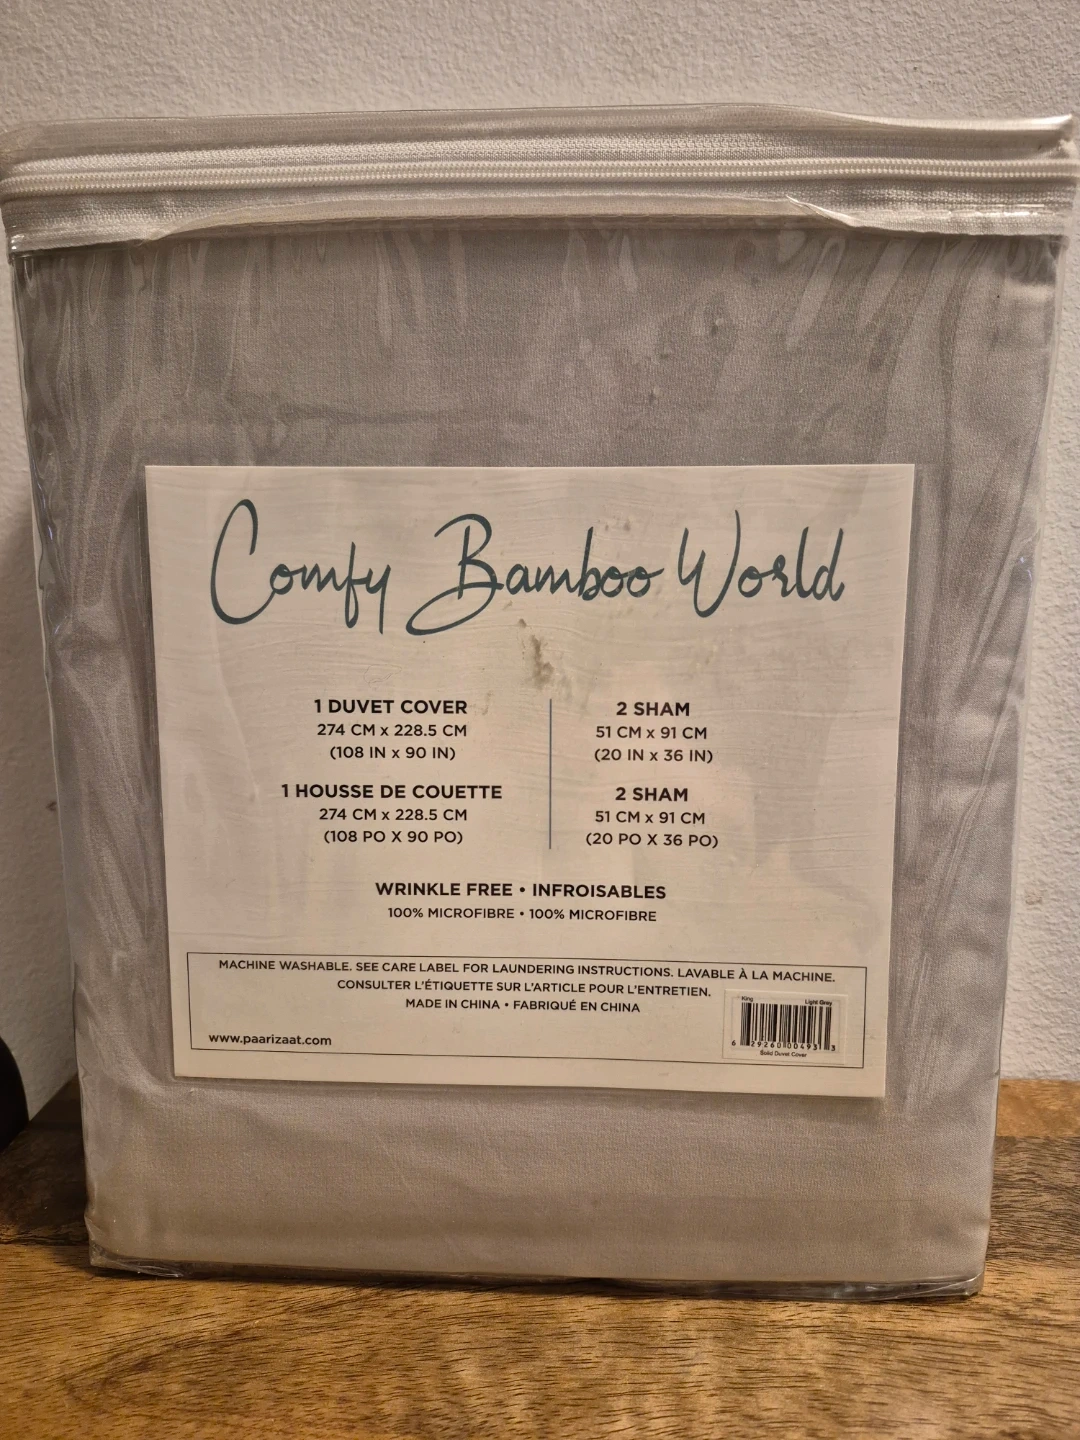 Comfy Bamboo World
1 DUVET COVER
274 CM x 228.5 CM
(108 IN x 90 IN)
1 HOUSSE DE COUETTE
274 CM x 228.5 CM
(108 PO X 90 PO)
2 SHAM
51 CM x 91 CM
(20 IN x 36 IN)
2 SHAM
51 CM x 91 CM
(20 PO X 36 PO)
WRINKLE FREE • INFROISABLES
100% MICROFIBRE • 100% MICROFIBRE
MACHINE WASHABLE. SEE CARE LABEL FOR LAUNDERING INSTRUCTIONS. LAVABLE À LA MACHINE.
CONSULTER L'ÉTIQUETTE SUR L'ARTICLE POUR L'ENTRETIEN.
MADE IN CHINA • FABRIQUÉ EN CHINA
www.paarizaat.com
King Light Grey
6 29260 00493 3
Solid Duvet Cover